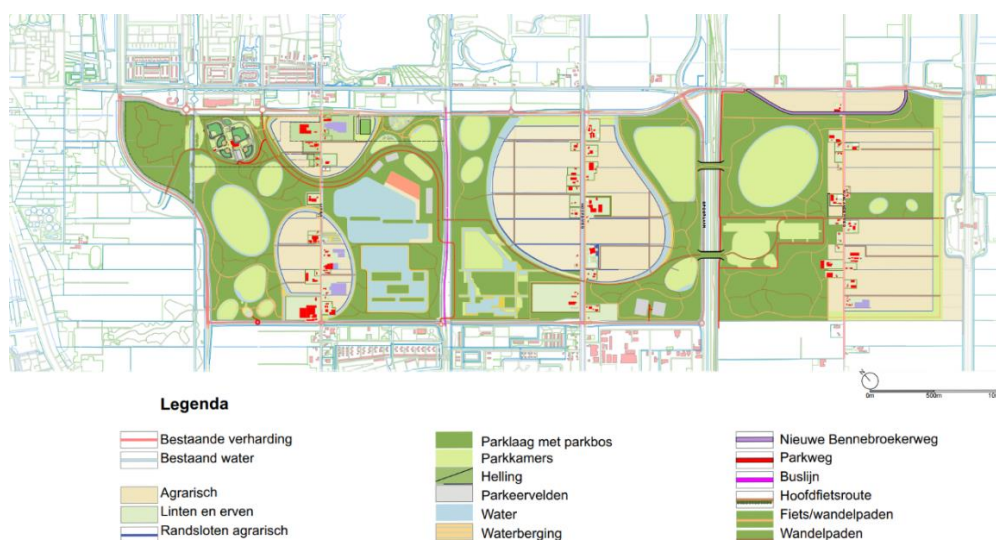 0m 500m
Legenda
Bestaande verharding
Bestaand water
Agrarisch
Linten en erven
Randsloten agrarisch
Parklaag met parkbos
Parkkamers
Helling
Parkeervelden
Water
Waterberging
Nieuwe Bennebroekerweg
Parkweg
Buslijn
Hoofdfietsroute
Fiets/wandelpaden
Wandelpaden